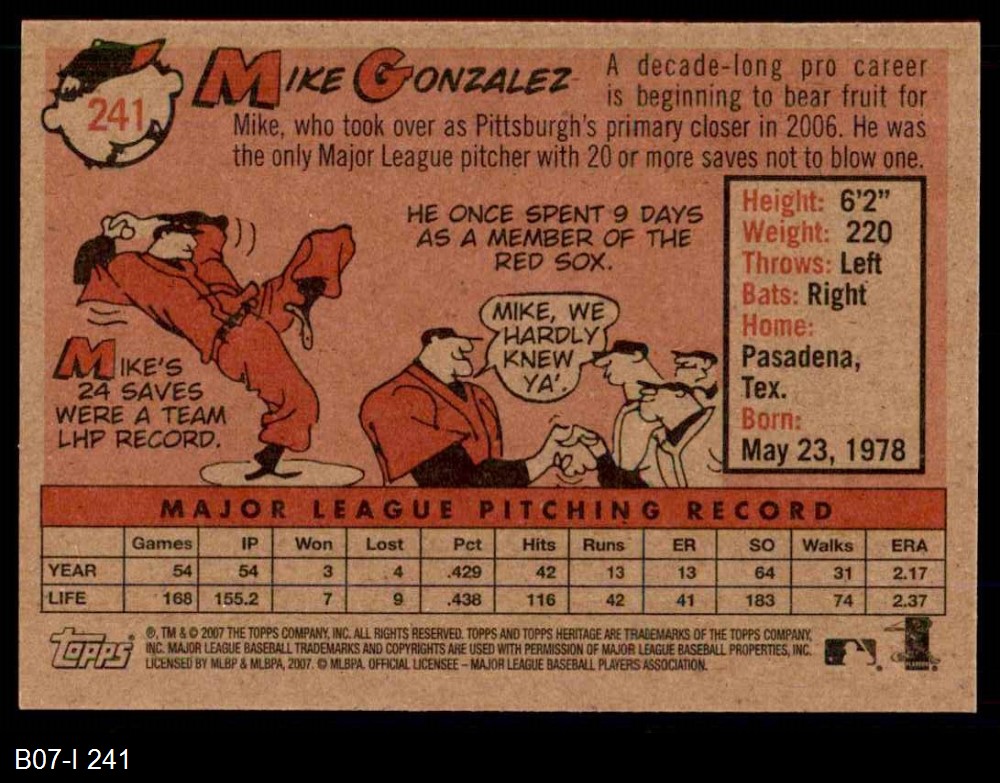 241
MIKE GONZALEZ
A decade-long pro career
is beginning to bear fruit for
Mike, who took over as Pittsburgh's primary closer in 2006. He was
the only Major League pitcher with 20 or more saves not to blow one.
HE ONCE SPENT 9 DAYS
AS A MEMBER OF THE
RED SOX.
MIKE, WE
HARDLY
KNEW
YA'.
MIKE'S
24 SAVES
WERE A TEAM
LHP RECORD.
Height: 6'2"
Weight: 220
Throws: Left
Bats: Right
Home:
Pasadena,
Tex.
Born:
May 23, 1978
MAJOR LEAGUE PITCHING RECORD
Games IP Won Lost Pct Hits Runs ER SO Walks ERA
YEAR 54 54 3 4 .429 42 13 13 64 31 2.17
LIFE 168 155.2 7 9 .438 116 42 41 183 74 2.37
Topps®
®, TM & © 2007 THE TOPPS COMPANY, INC. ALL RIGHTS RESERVED. TOPPS AND TOPPS HERITAGE ARE TRADEMARKS OF THE TOPPS COMPANY,
INC. MAJOR LEAGUE BASEBALL TRADEMARKS AND COPYRIGHTS ARE USED WITH PERMISSION OF MAJOR LEAGUE BASEBALL PROPERTIES, INC.
LICENSED BY MLBP & MLBPA, 2007. © MLBPA. OFFICIAL LICENSEE – MAJOR LEAGUE BASEBALL PLAYERS ASSOCIATION.
B07-I 241